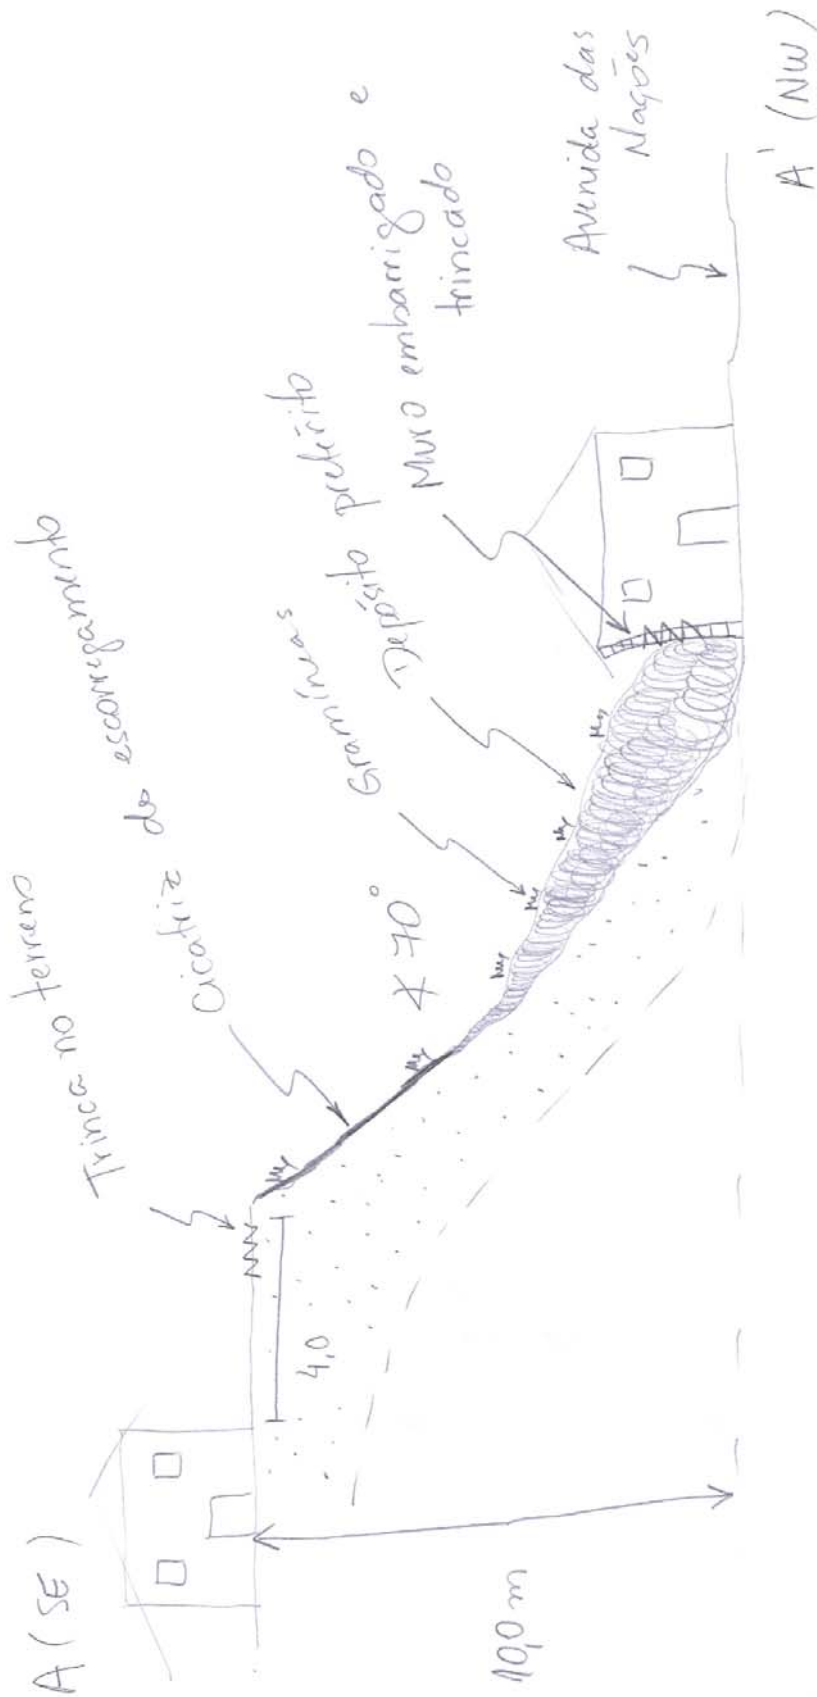 A (SE)
Trinca no terreno
Cicatriz de escorregamento
∡ 70°
Gramíneas
Depósito pretérito
Muro embarrigado e
trincado
Avenida das
Nações
4,0
10,0 m
A' (NW)